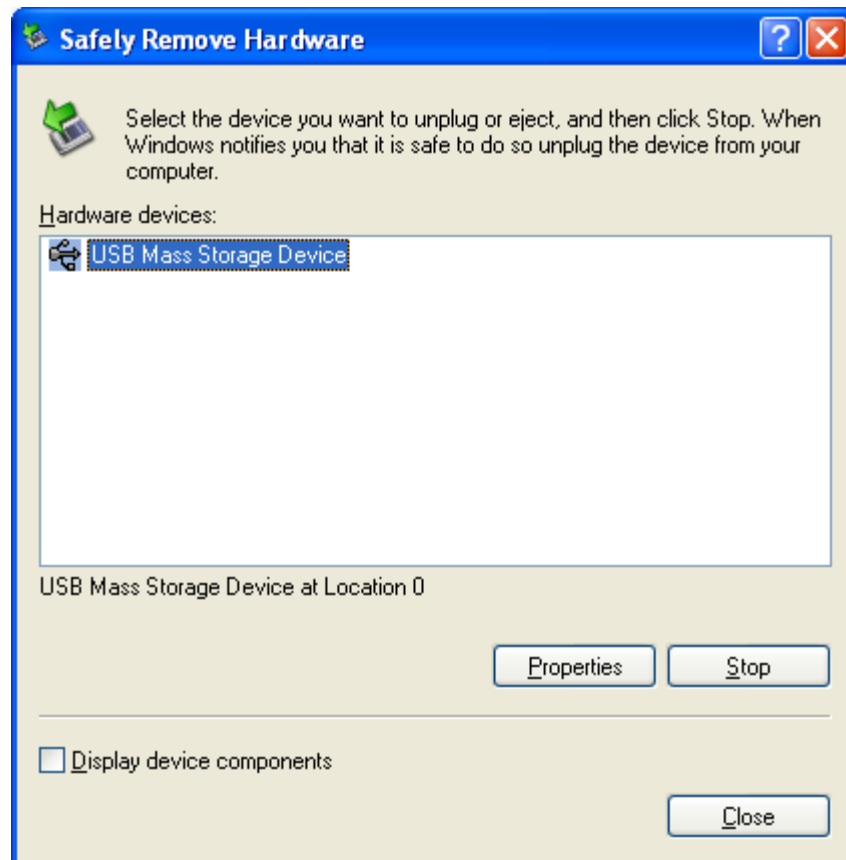 Safely Remove Hardware
Select the device you want to unplug or eject, and then click Stop. When
Windows notifies you that it is safe to do so unplug the device from your
computer.
Hardware devices:
USB Mass Storage Device
USB Mass Storage Device at Location 0
Properties
Stop
Display device components
Close